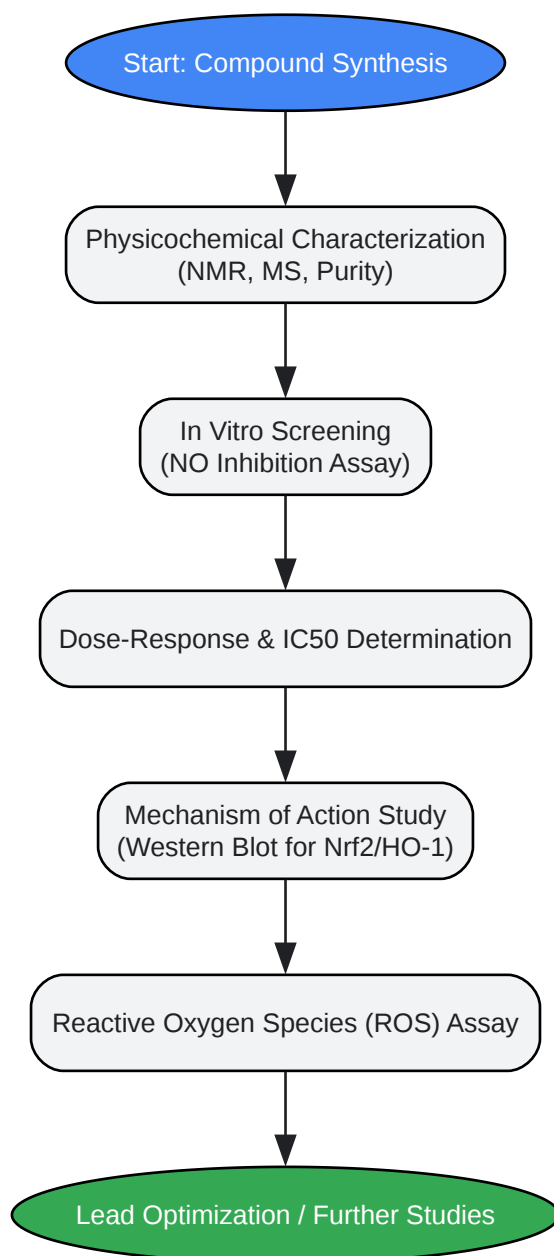 Start: Compound Synthesis
Physicochemical Characterization
(NMR, MS, Purity)
In Vitro Screening
(NO Inhibition Assay)
Dose-Response & IC50 Determination
Mechanism of Action Study
(Western Blot for Nrf2/HO-1)
Reactive Oxygen Species (ROS) Assay
Lead Optimization / Further Studies